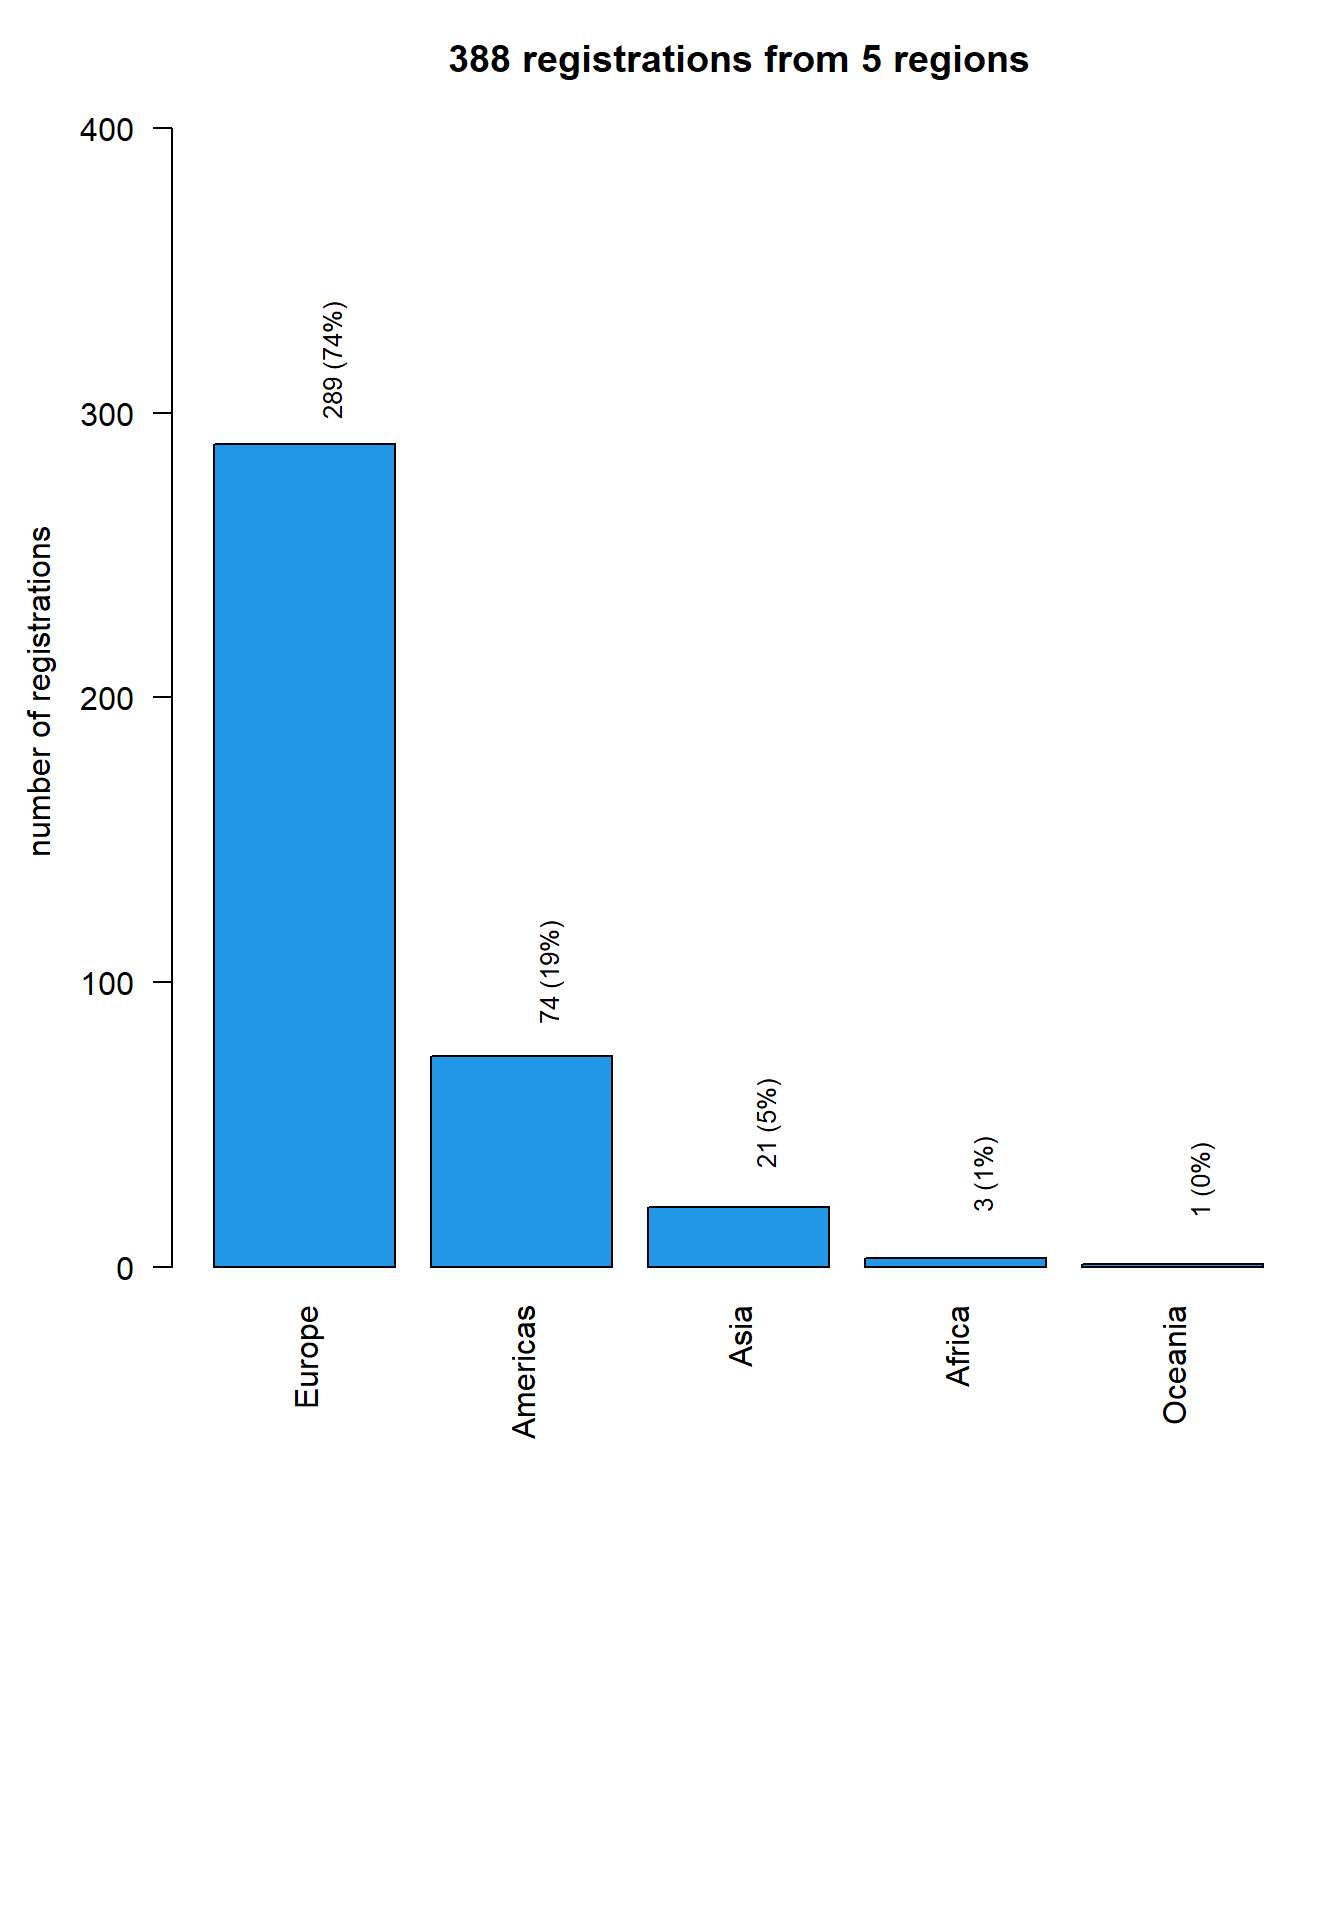 388 registrations from 5 regions
400
300
200
100
0
number of registrations
289 (74%)
74 (19%)
21 (5%)
3 (1%)
1 (0%)
Europe
Americas
Asia
Africa
Oceania